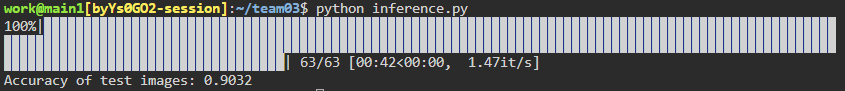 work@main1[byYs0GO2-session]:~/team03$ python inference.py
100%|
| 63/63 [00:42<00:00,  1.47it/s]
Accuracy of test images: 0.9032